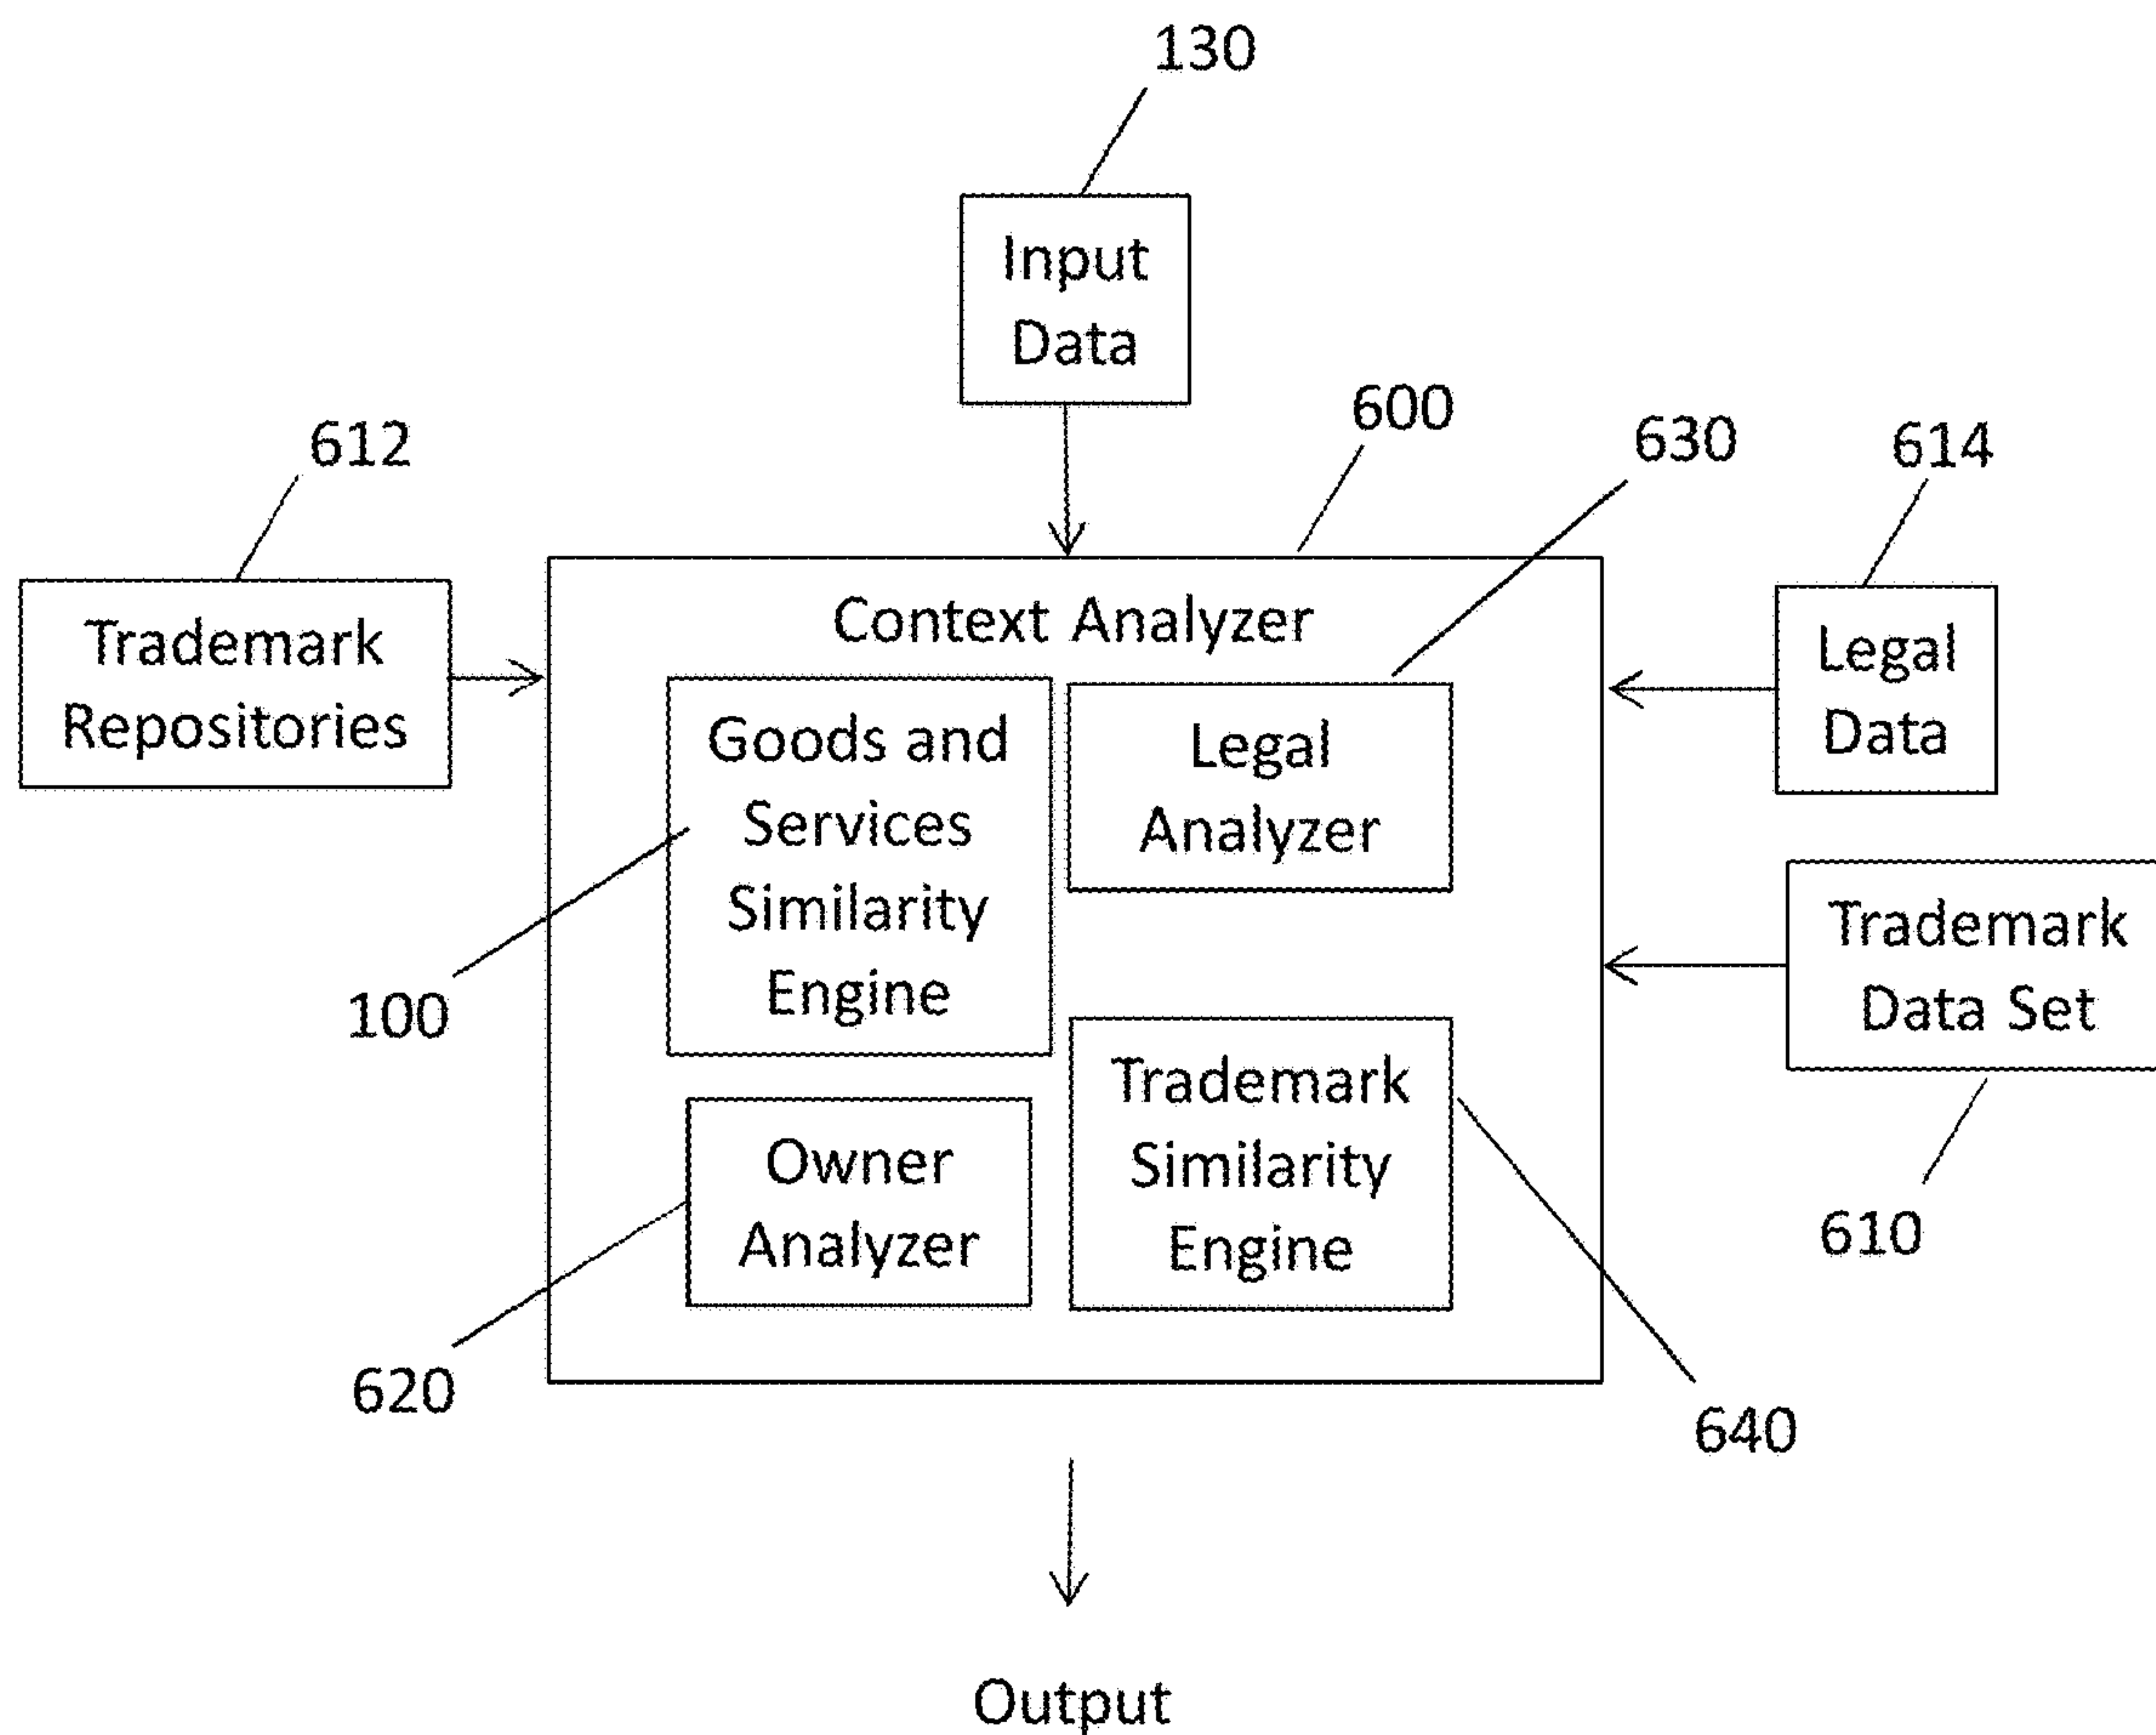 130
Input
Data
600
630
614
612
Trademark
Repositories
Context Analyzer
Legal
Data
Goods and
Services
Similarity
Engine
Legal
Analyzer
Trademark
Data Set
100
Trademark
Similarity
Engine
Owner
Analyzer
610
620
640
Output